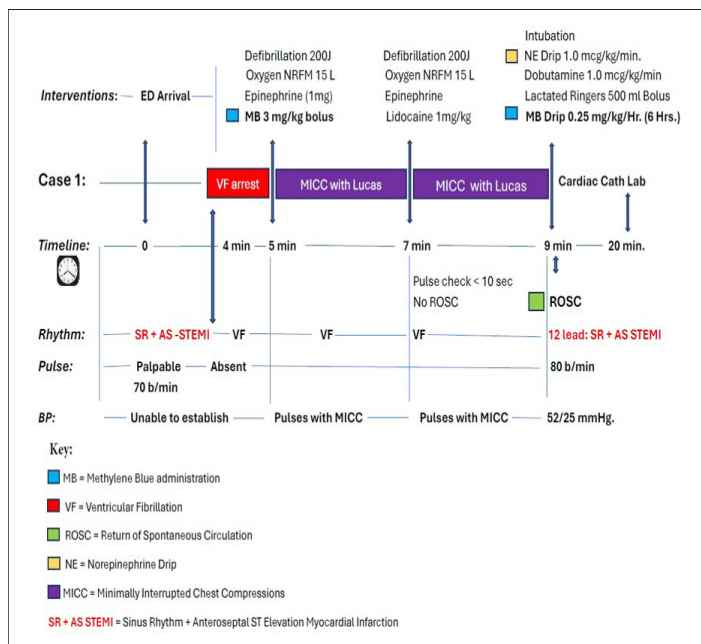 Intubation
Defibrillation 200J
Defibrillation 200J
NE Drip 1.0 mcg/kg/min.
Oxygen NRFM 15 L
Oxygen NRFM 15 L
Dobutamine 1.0 mcg/kg/min
Interventions:
ED Arrival
Epinephrine (1mg)
Epinephrine
Lactated Ringers 500 ml Bolus
MB 3 mg/kg bolus
Lidocaine 1mg/kg
MB Drip 0.25 mg/kg/Hr. (6 Hrs.)
Case 1:
VF arrest
MICC with Lucas
MICC with Lucas
Cardiac Cath Lab
Timeline:
0
4 min
5 min
7 min
9 min
20 min.
Pulse check < 10 sec
No ROSC
ROSC
Rhythm:
SR + AS -STEMI
VF
VF
VF
12 lead: SR + AS STEMI
Pulse:
Palpable
70 b/min
Absent
80 b/min
BP:
Unable to establish
Pulses with MICC
Pulses with MICC
52/25 mmHg.
Key:
MB = Methylene Blue administration
VF = Ventricular Fibrillation
ROSC = Return of Spontaneous Circulation
NE = Norepinephrine Drip
MICC = Minimally Interrupted Chest Compressions
SR + AS STEMI = Sinus Rhythm + Anteroseptal ST Elevation Myocardial Infarction